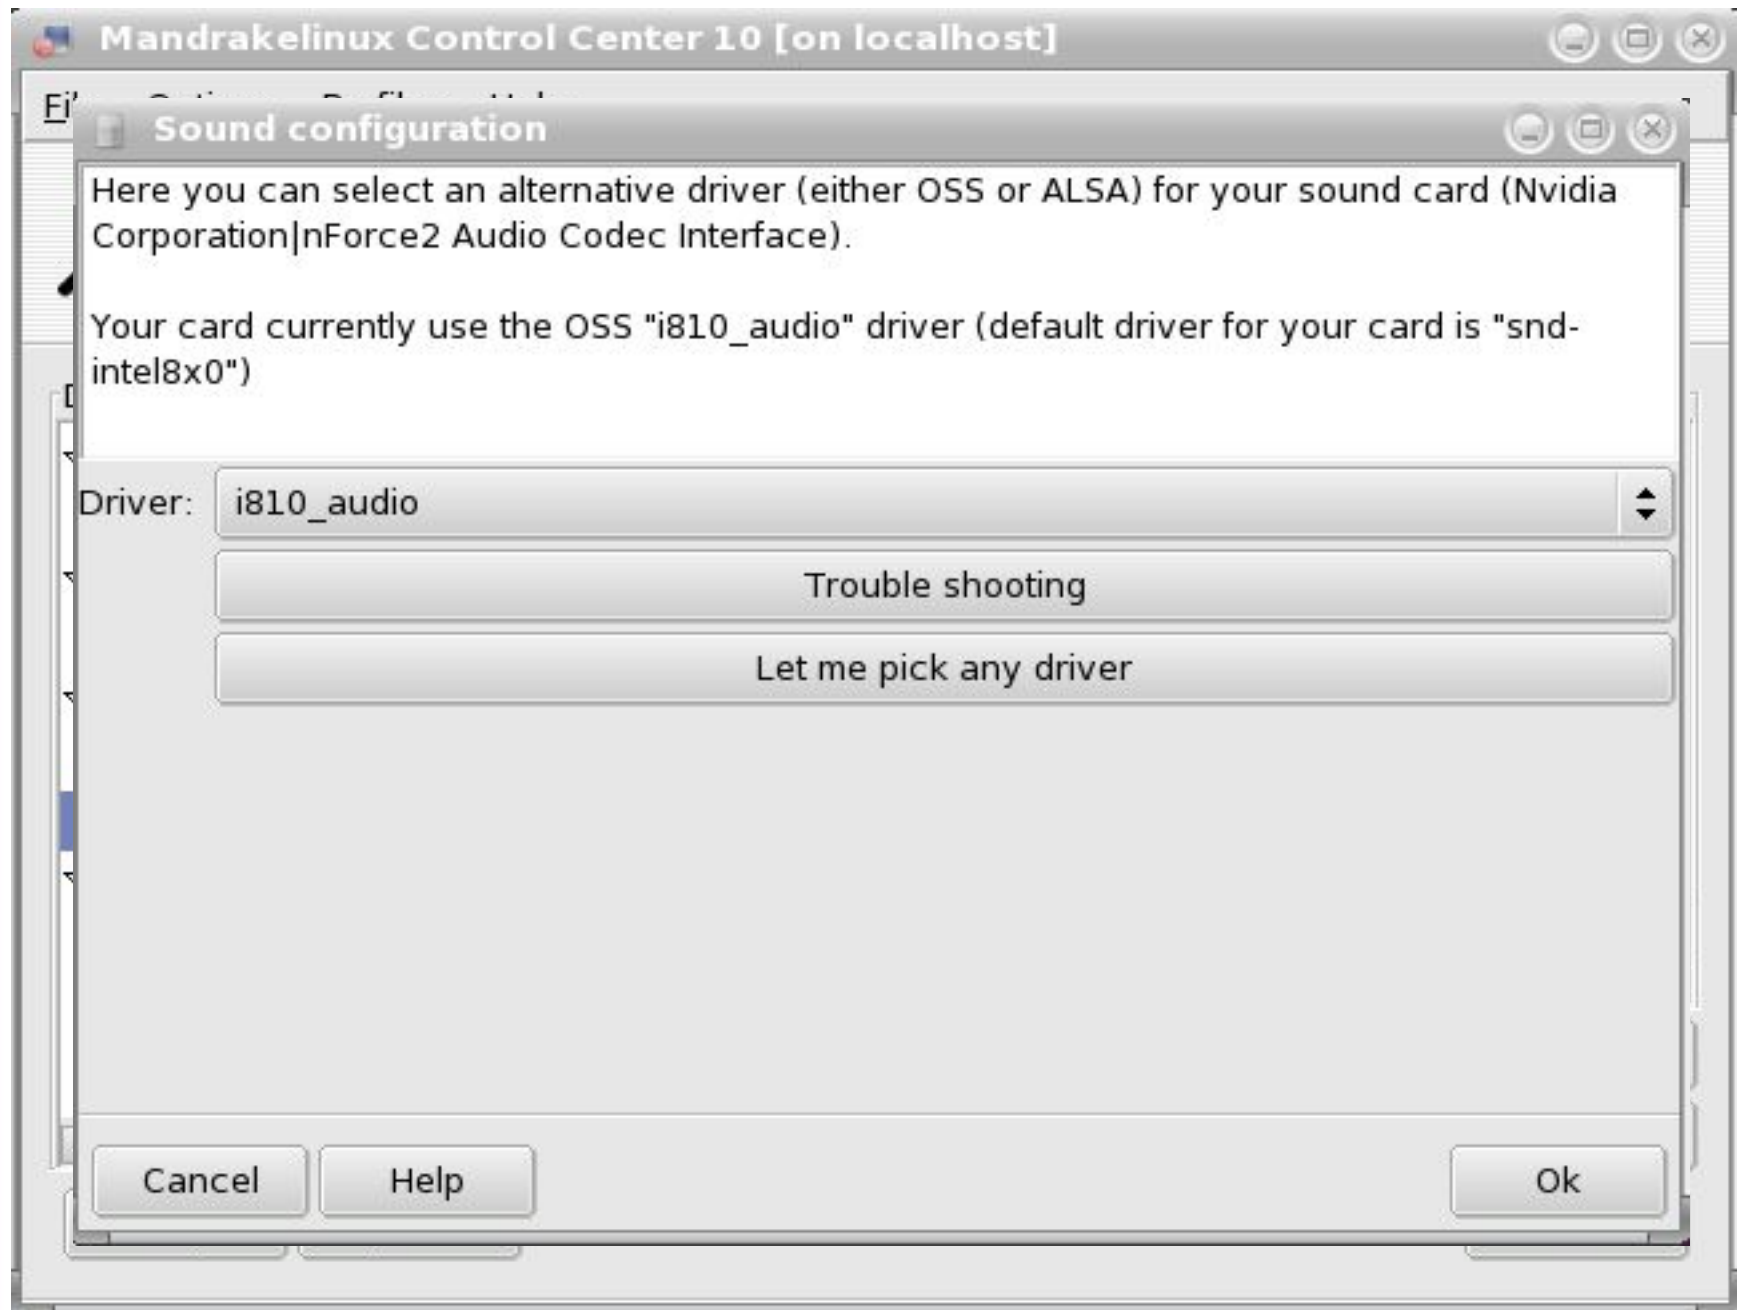 Mandrakelinux Control Center 10 [on localhost]
Sound configuration
Here you can select an alternative driver (either OSS or ALSA) for your sound card (Nvidia
Corporation|nForce2 Audio Codec Interface).
Your card currently use the OSS "i810_audio" driver (default driver for your card is "snd-
intel8x0")
Driver: i810_audio
Trouble shooting
Let me pick any driver
Cancel Help Ok